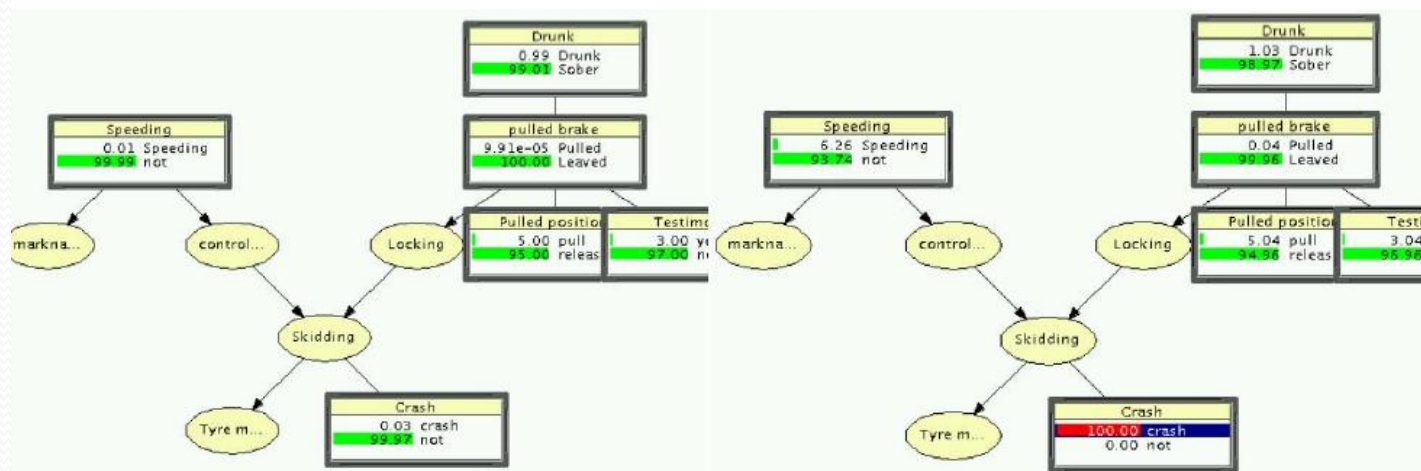 Drunk
0.99 Drunk
99.01 Sober
Speeding
0.01 Speeding
99.99 not
pulled brake
9.91e-05 Pulled
100.00 Leaved
markna...
control...
Locking
Pulled position
5.00 pull
95.00 releas
Testimo
3.00 ye
97.00 n
Skidding
Tyre m...
Crash
0.03 crash
99.97 not
Drunk
1.03 Drunk
98.97 Sober
Speeding
6.26 Speeding
93.74 not
pulled brake
0.04 Pulled
99.96 Leaved
markna...
control...
Locking
Pulled position
5.04 pull
94.96 releas
Testi
3.04
96.96
Skidding
Tyre m...
Crash
100.00 crash
0.00 not